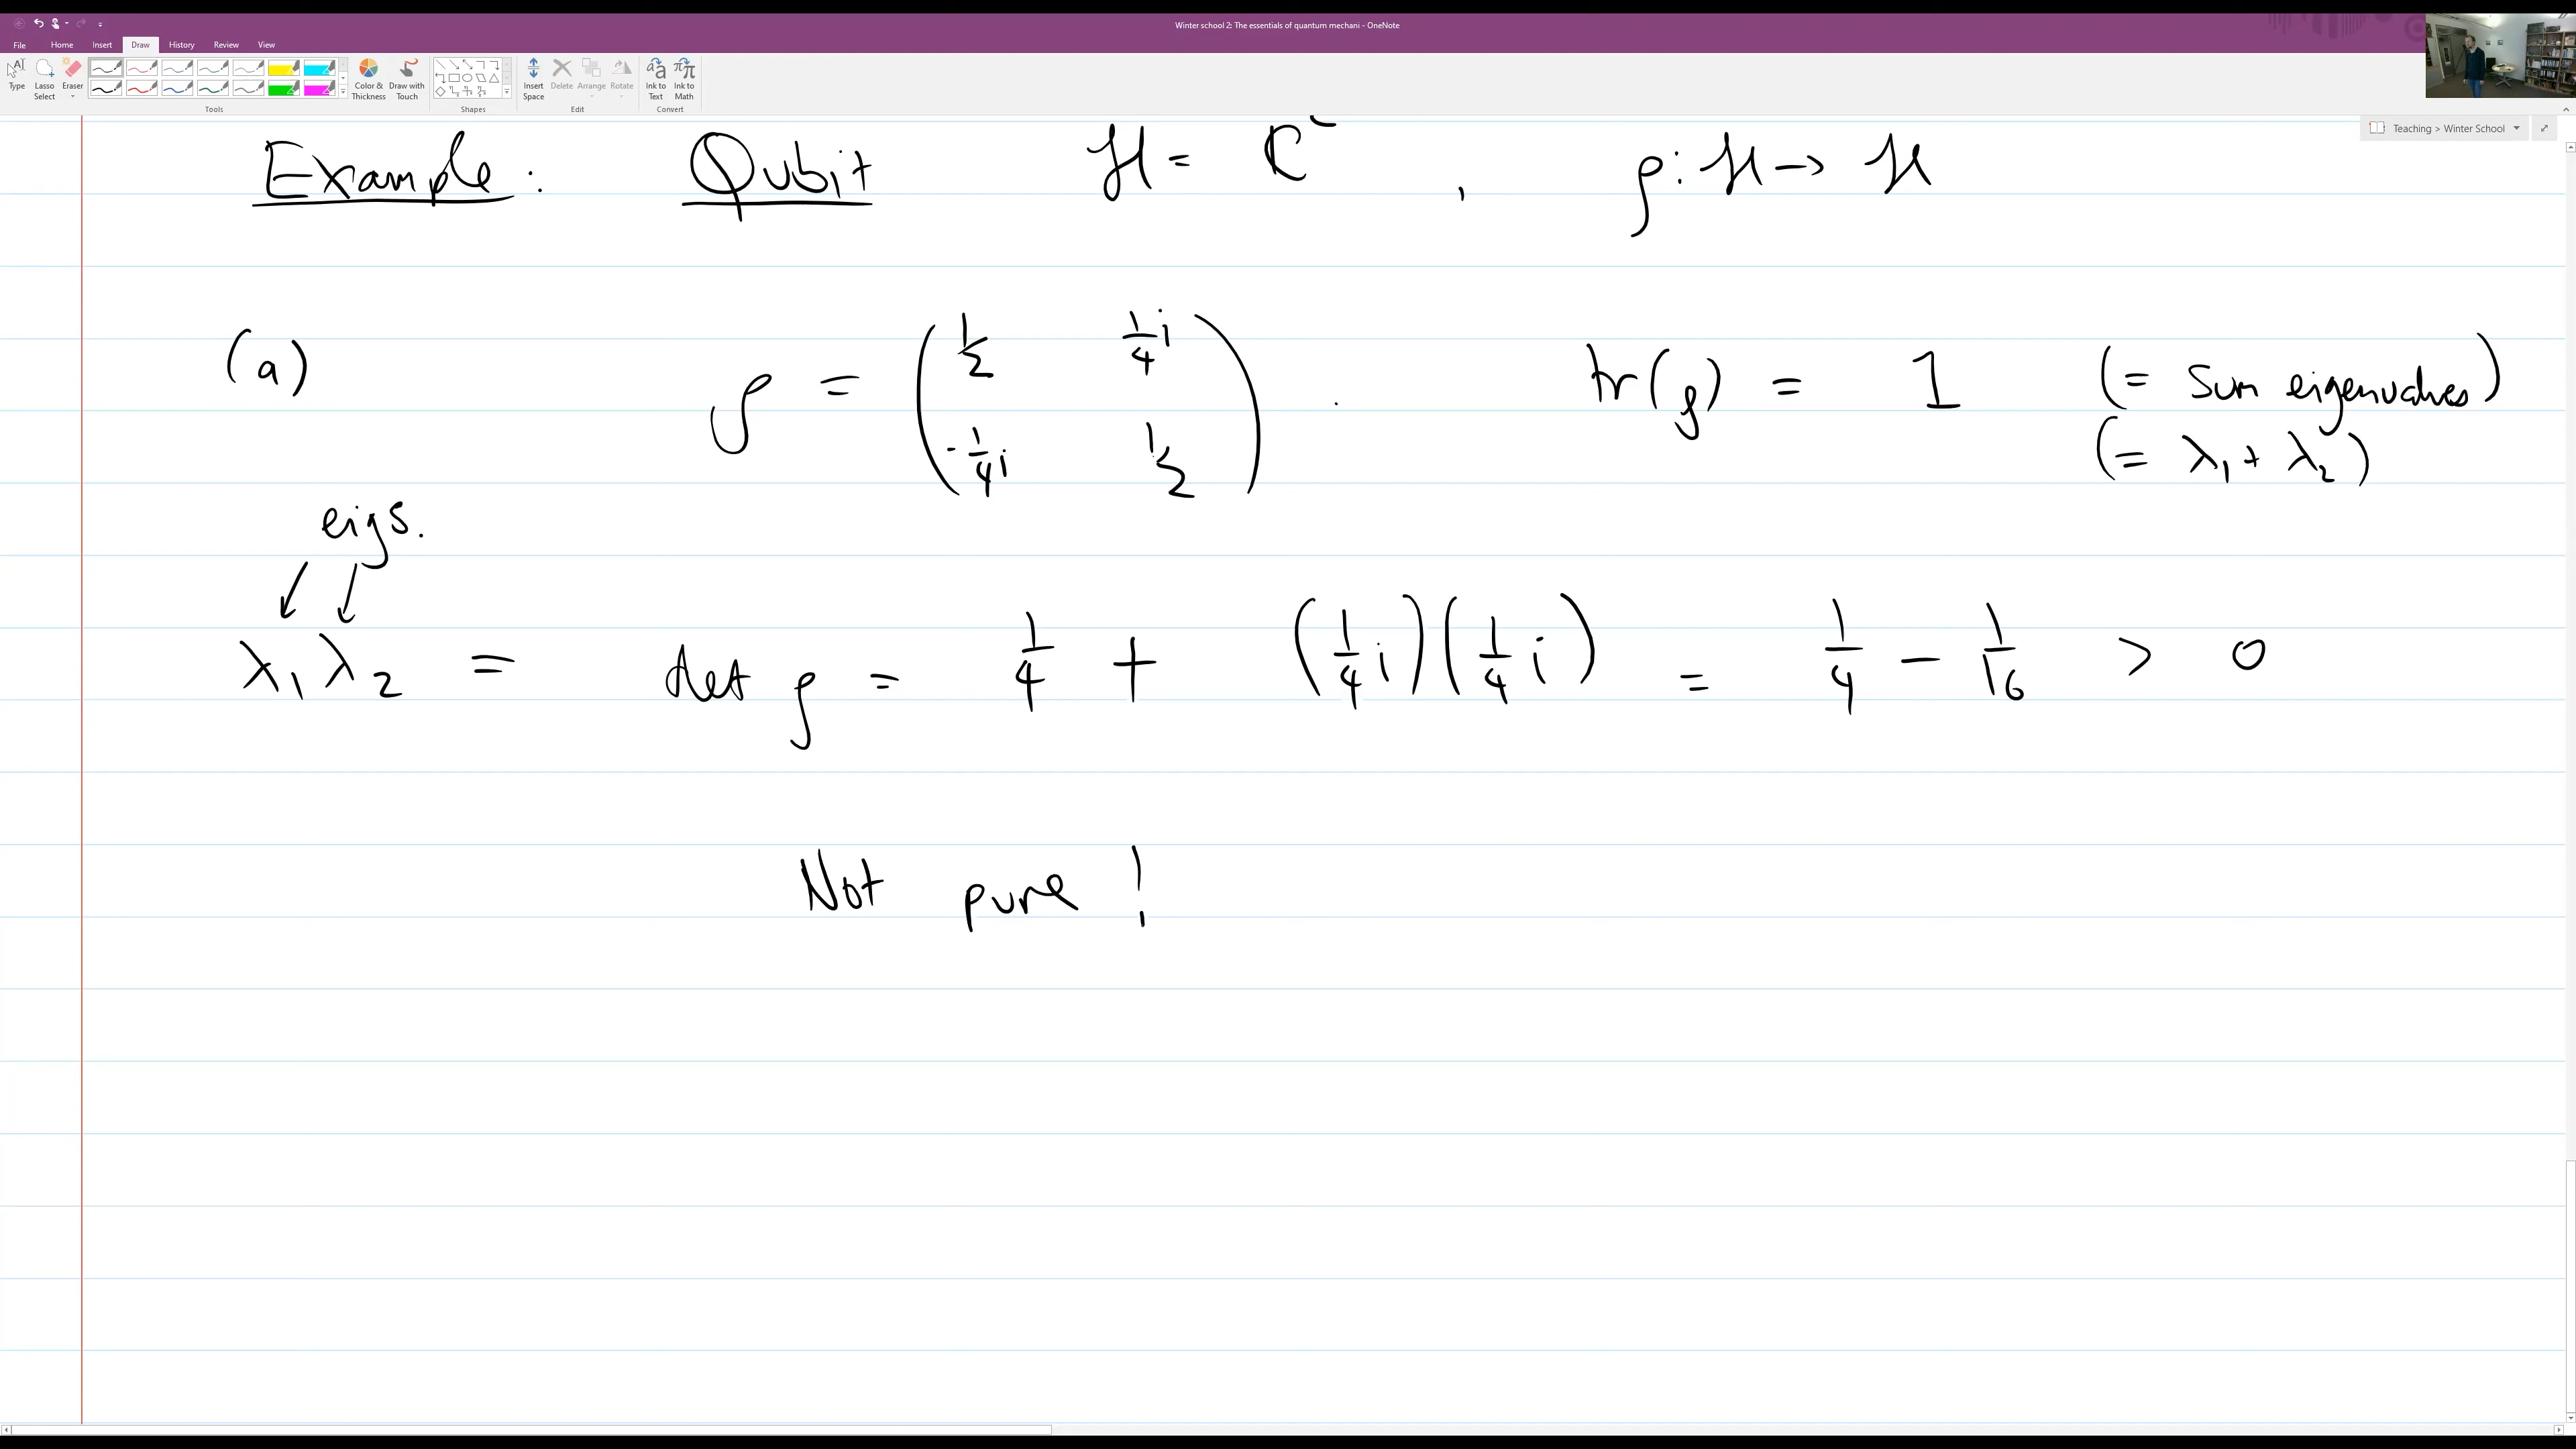 Winter school 2: The essentials of quantum mechani - OneNote
File Home Insert Draw History Review View
Type Lasso Select Eraser Color & Thickness Draw with Touch Insert Space Delete Arrange Rotate Ink to Text Ink to Math
Tools Shapes Edit Convert
Teaching > Winter School
Example: Qubit ℋ = ℂ² , ρ: ℋ → ℋ
(a) ρ = ( 1/2 1/4 i ; -1/4 i 1/2 ) . tr(ρ) = 1 (= sum eigenvalues)
(= λ₁ + λ₂)
eigs.
λ₁ λ₂ = det ρ = 1/4 + (1/4 i)(1/4 i) = 1/4 - 1/16 > 0
Not pure!